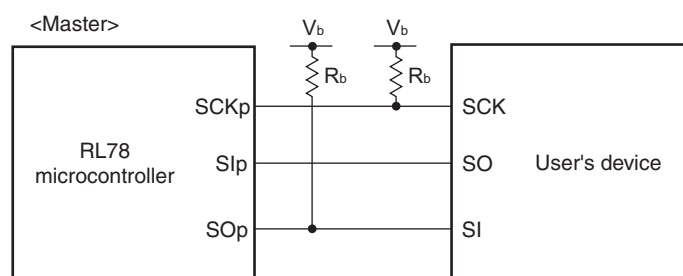 <Master>
Vb
Vb
Rb
Rb
SCKp
SCK
RL78
microcontroller
SIp
SO
User's device
SOp
SI